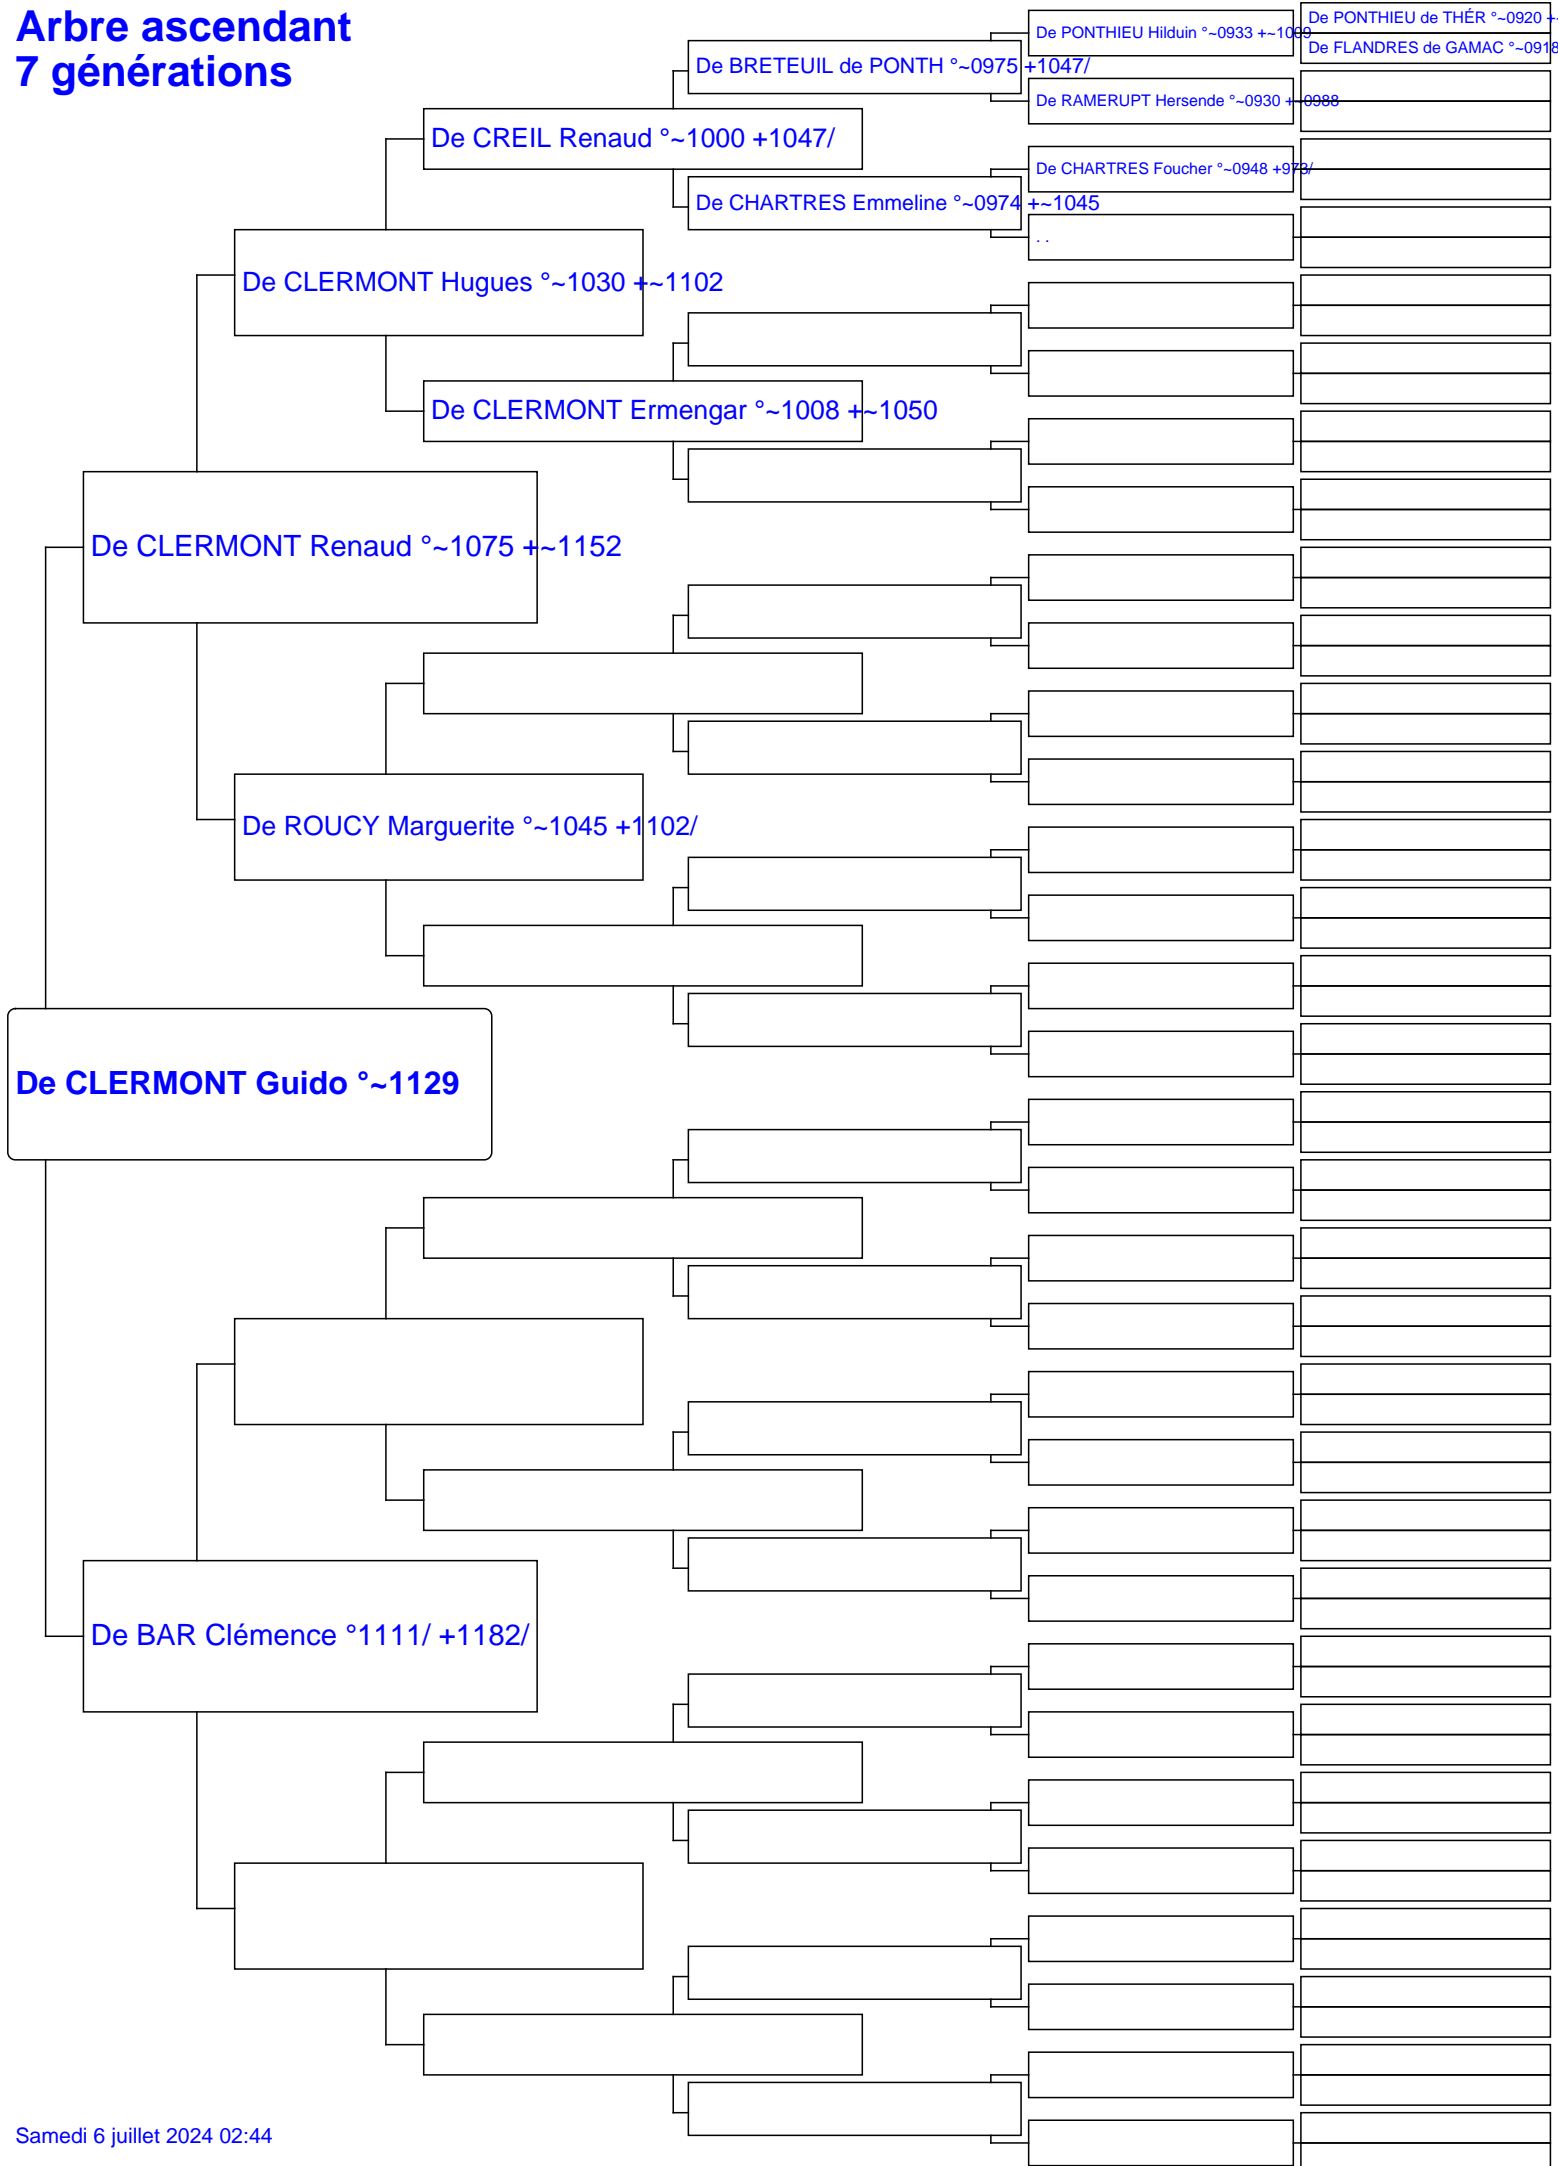 Arbre ascendant
7 générations
De PONTHIEU de THÉR °~0920 +
De PONTHIEU Hilduin °~0933 +~1009
De FLANDRES de GAMAC °~0918
De BRETEUIL de PONTH °~0975 +1047/
De RAMERUPT Hersende °~0930 +~0988
De CREIL Renaud °~1000 +1047/
De CHARTRES Foucher °~0948 +973/
De CHARTRES Emmeline °~0974 +~1045
. .
De CLERMONT Hugues °~1030 +~1102
De CLERMONT Ermengar °~1008 +~1050
De CLERMONT Renaud °~1075 +~1152
De ROUCY Marguerite °~1045 +1102/
De CLERMONT Guido °~1129
De BAR Clémence °1111/ +1182/
Samedi 6 juillet 2024 02:44